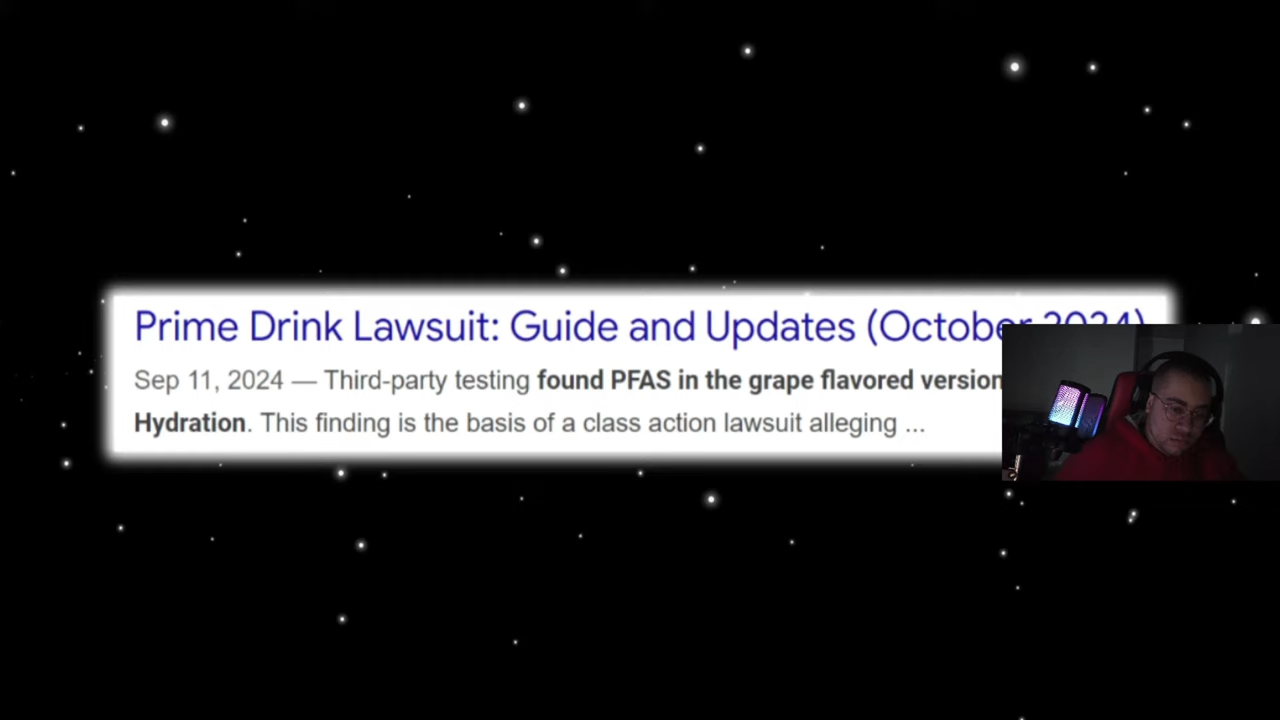 Prime Drink Lawsuit: Guide and Updates (October 2024)
Sep 11, 2024 — Third-party testing found PFAS in the grape flavored version
Hydration. This finding is the basis of a class action lawsuit alleging ...